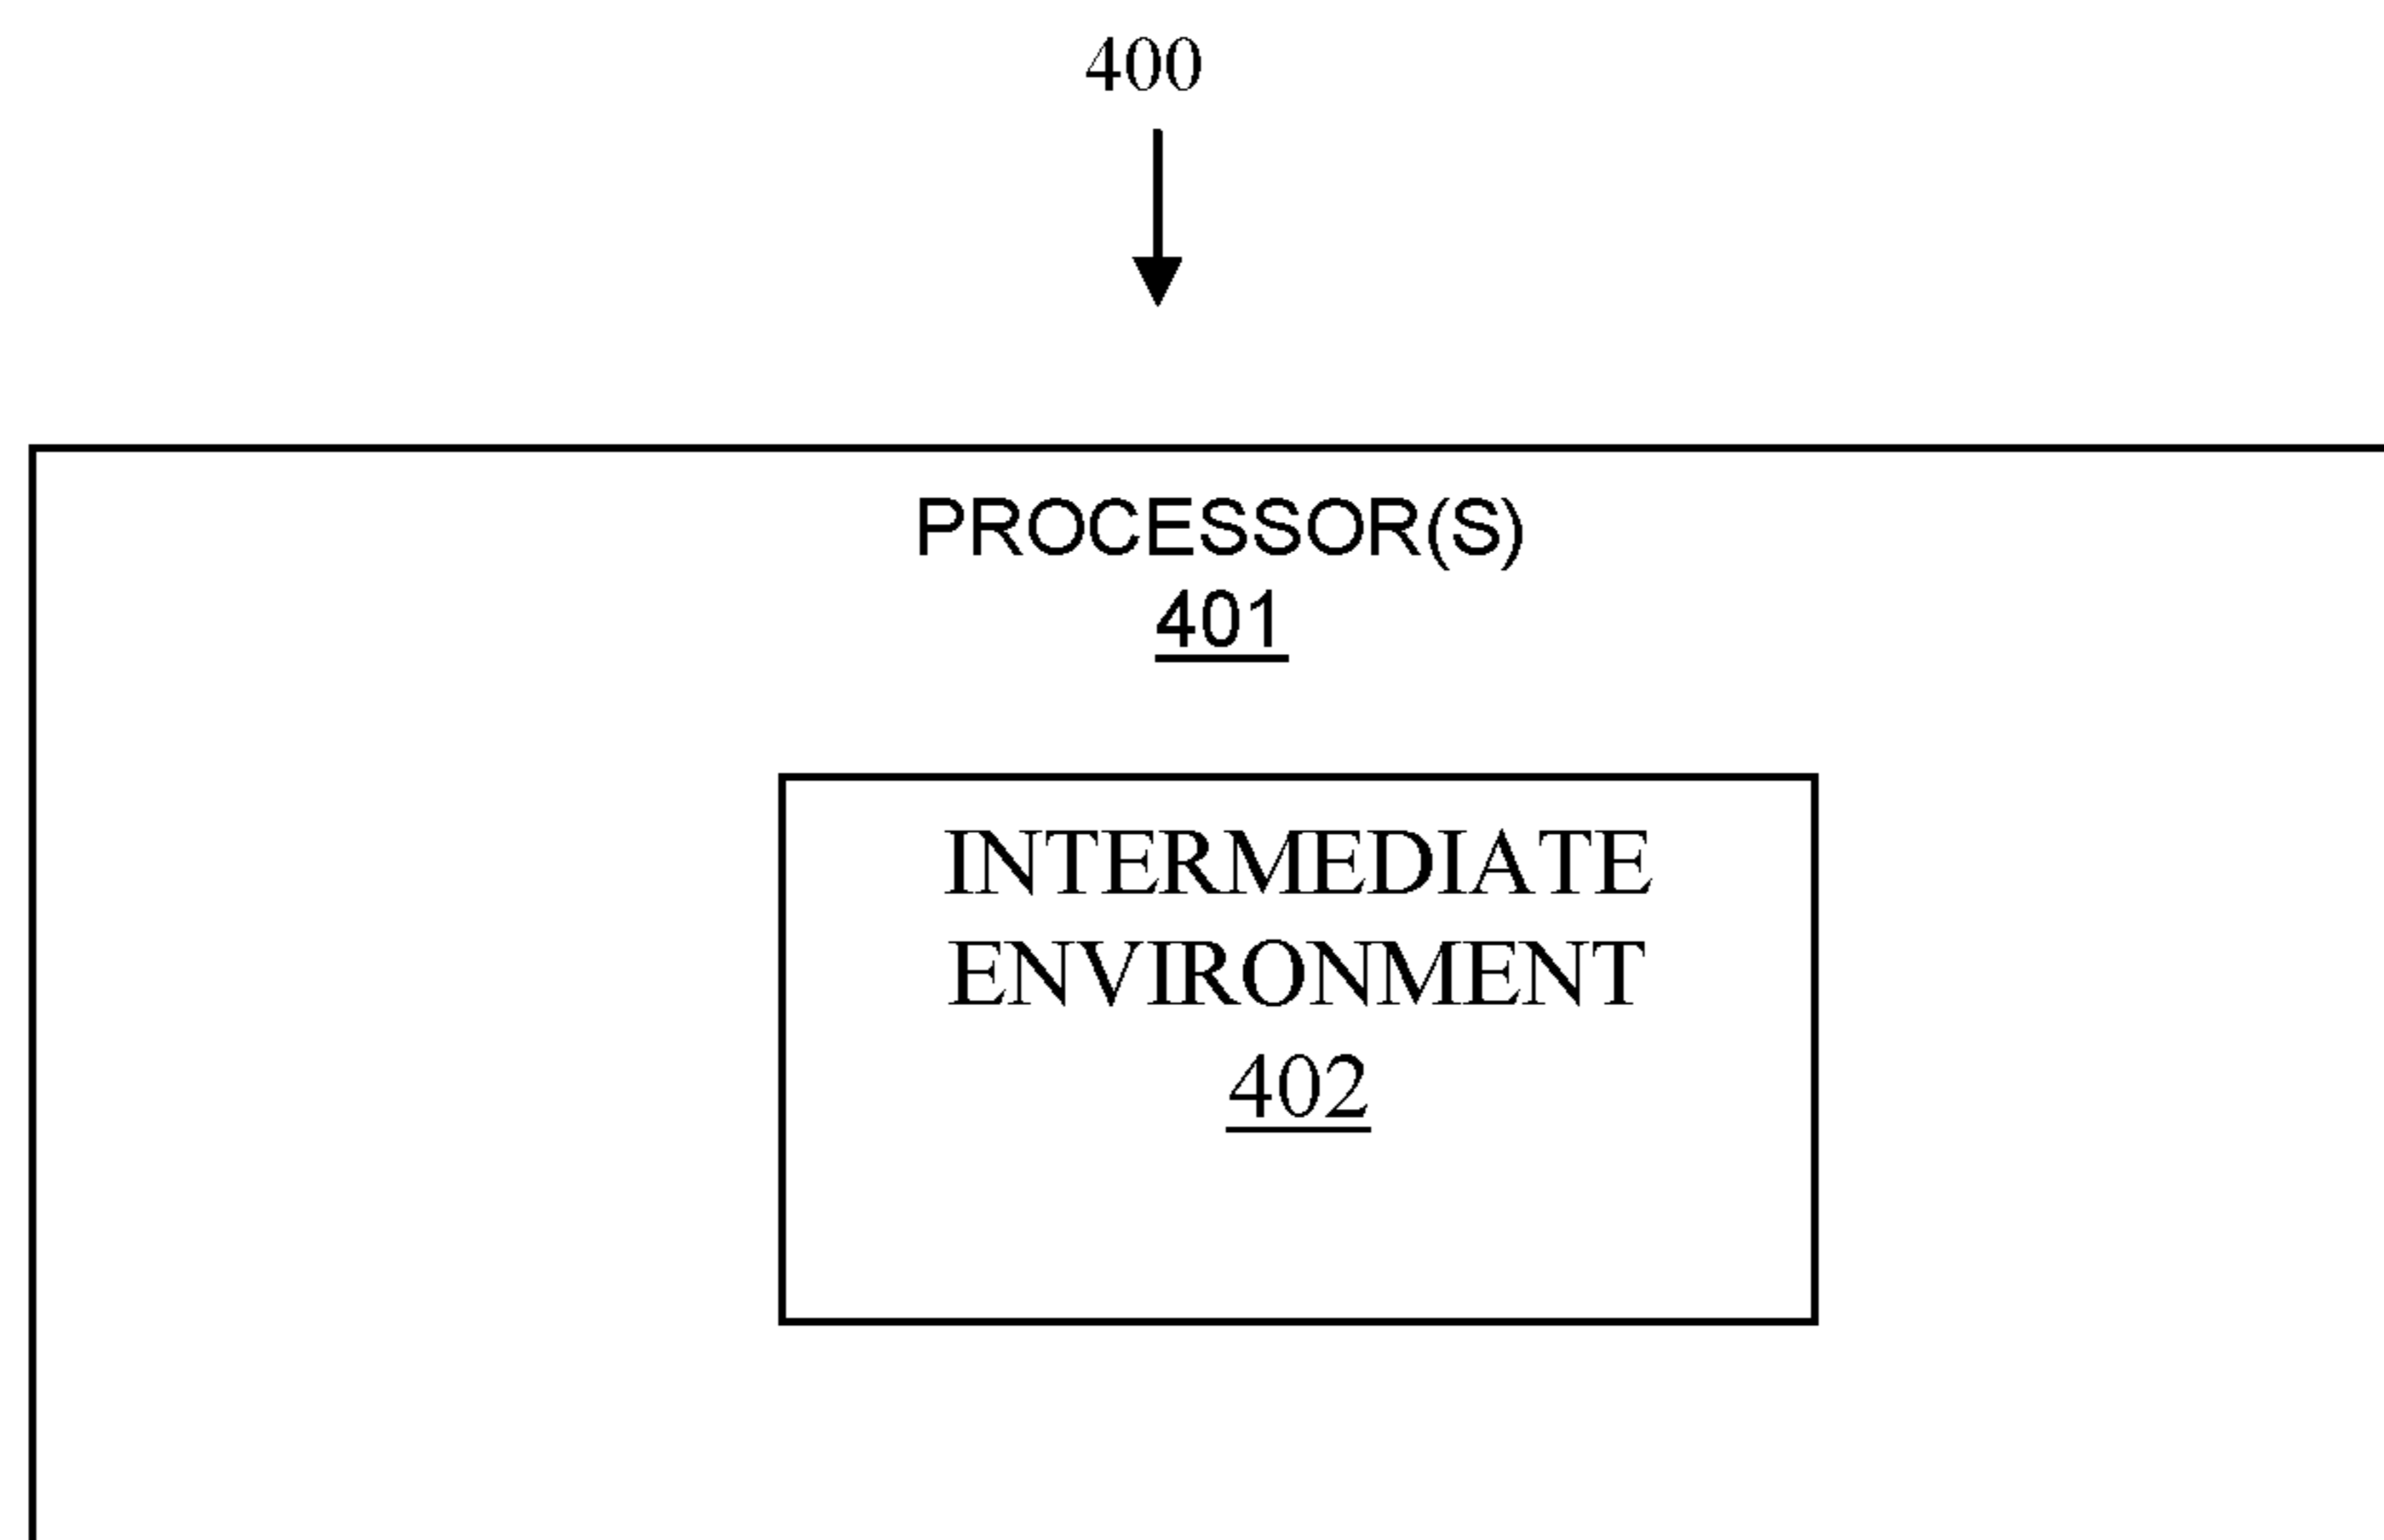 400
PROCESSOR(S)
401
INTERMEDIATE
ENVIRONMENT
402